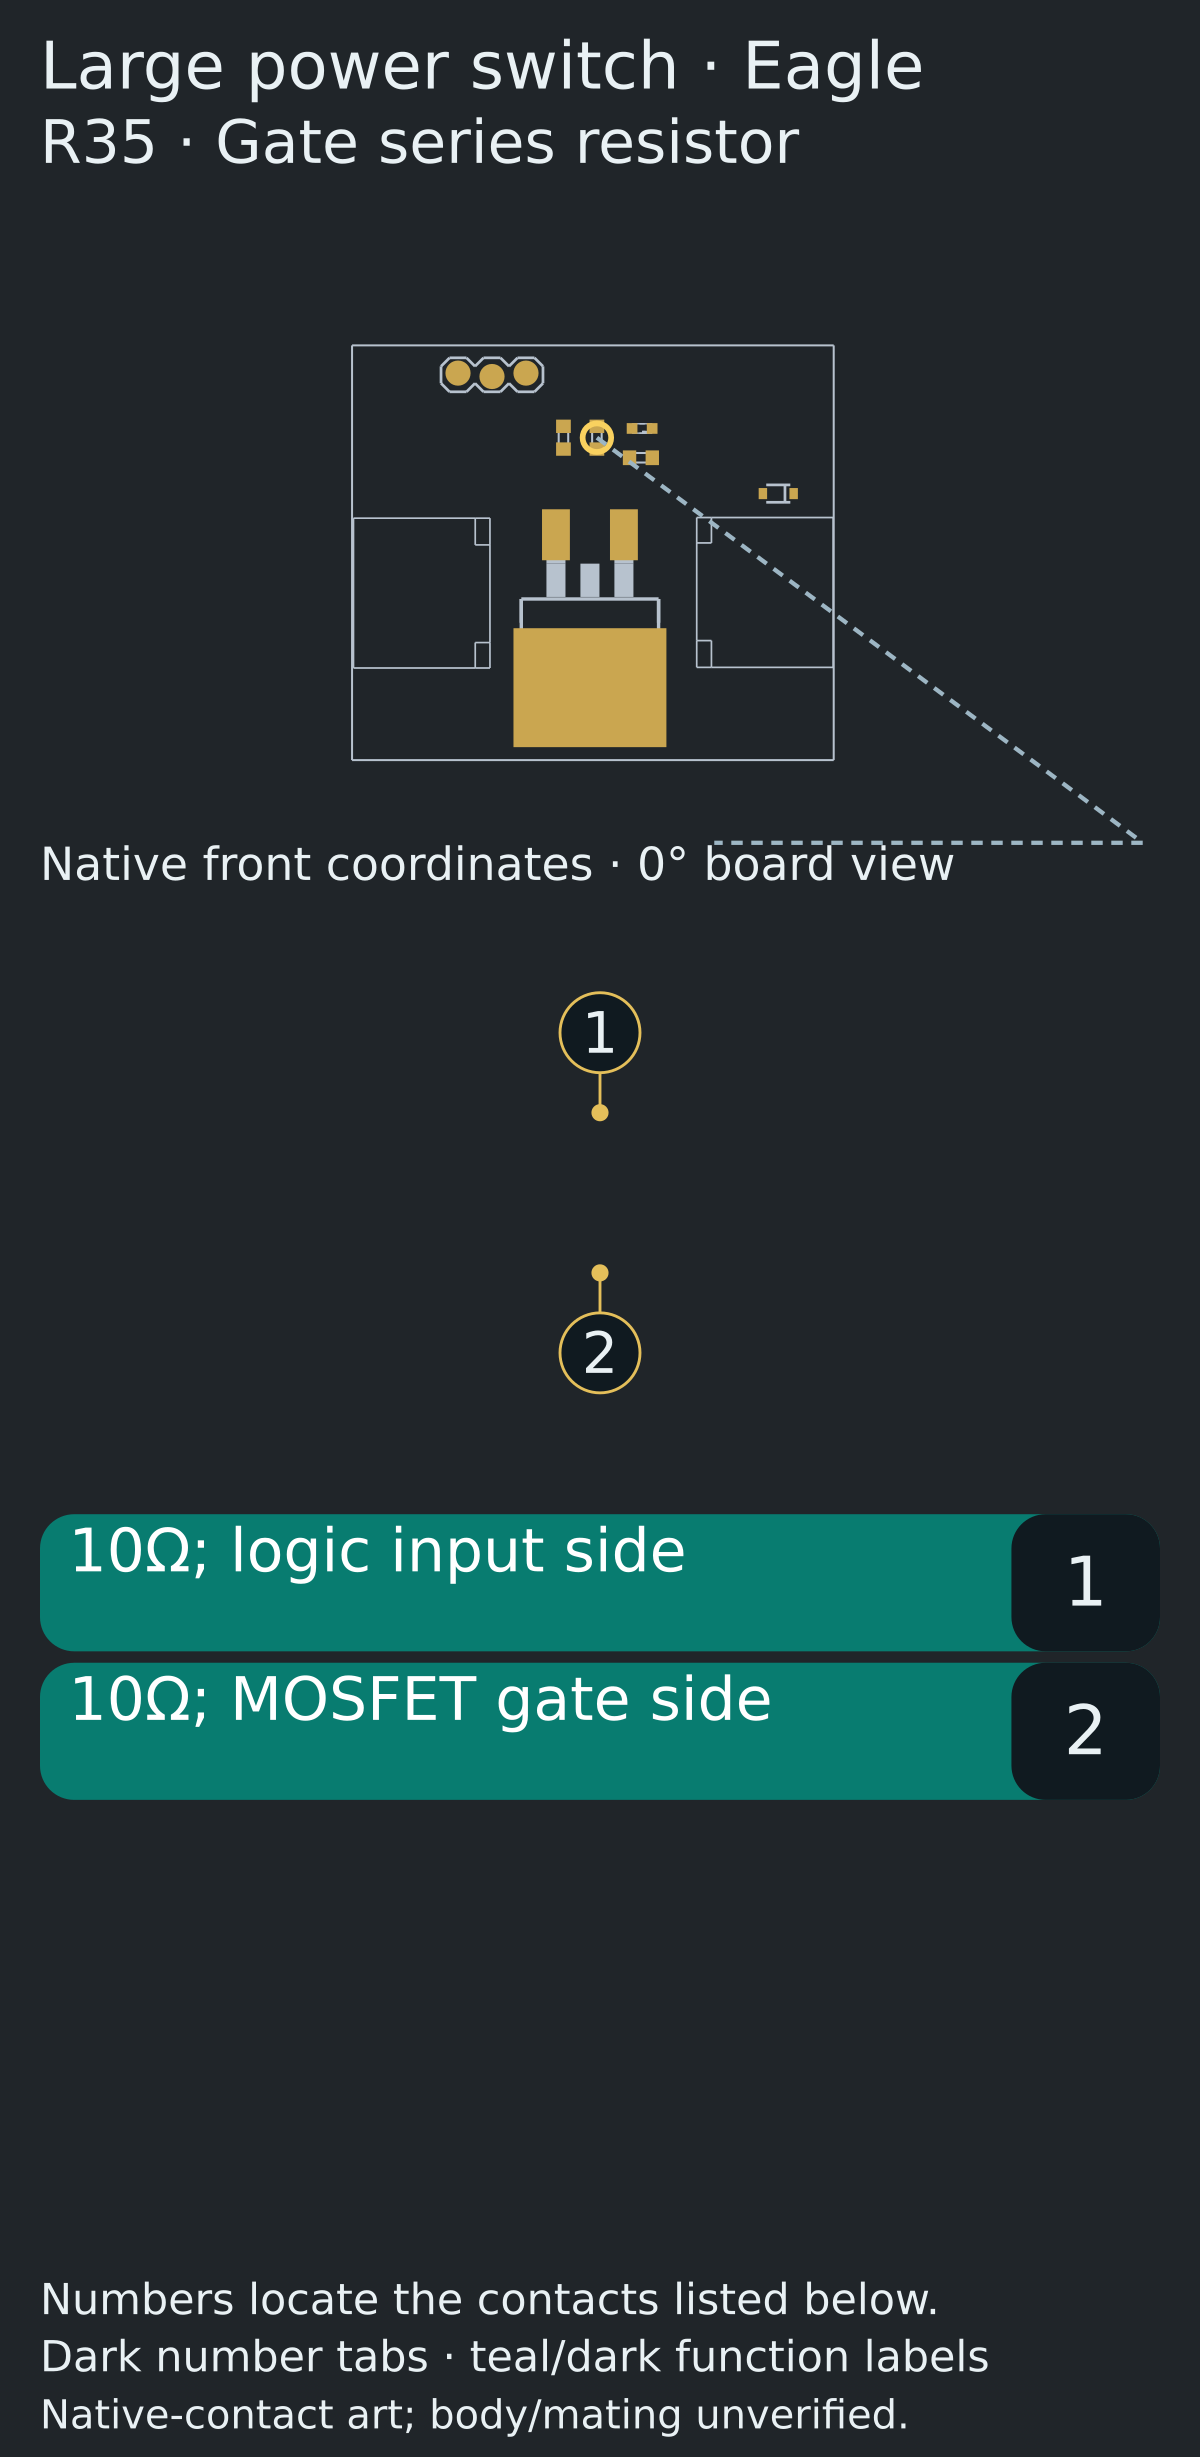 Large power switch · Eagle
R35 · Gate series resistor
Native front coordinates · 0° board view
1
2
10Ω; logic input side 1
10Ω; MOSFET gate side 2
Numbers locate the contacts listed below.
Dark number tabs · teal/dark function labels
Native-contact art; body/mating unverified.